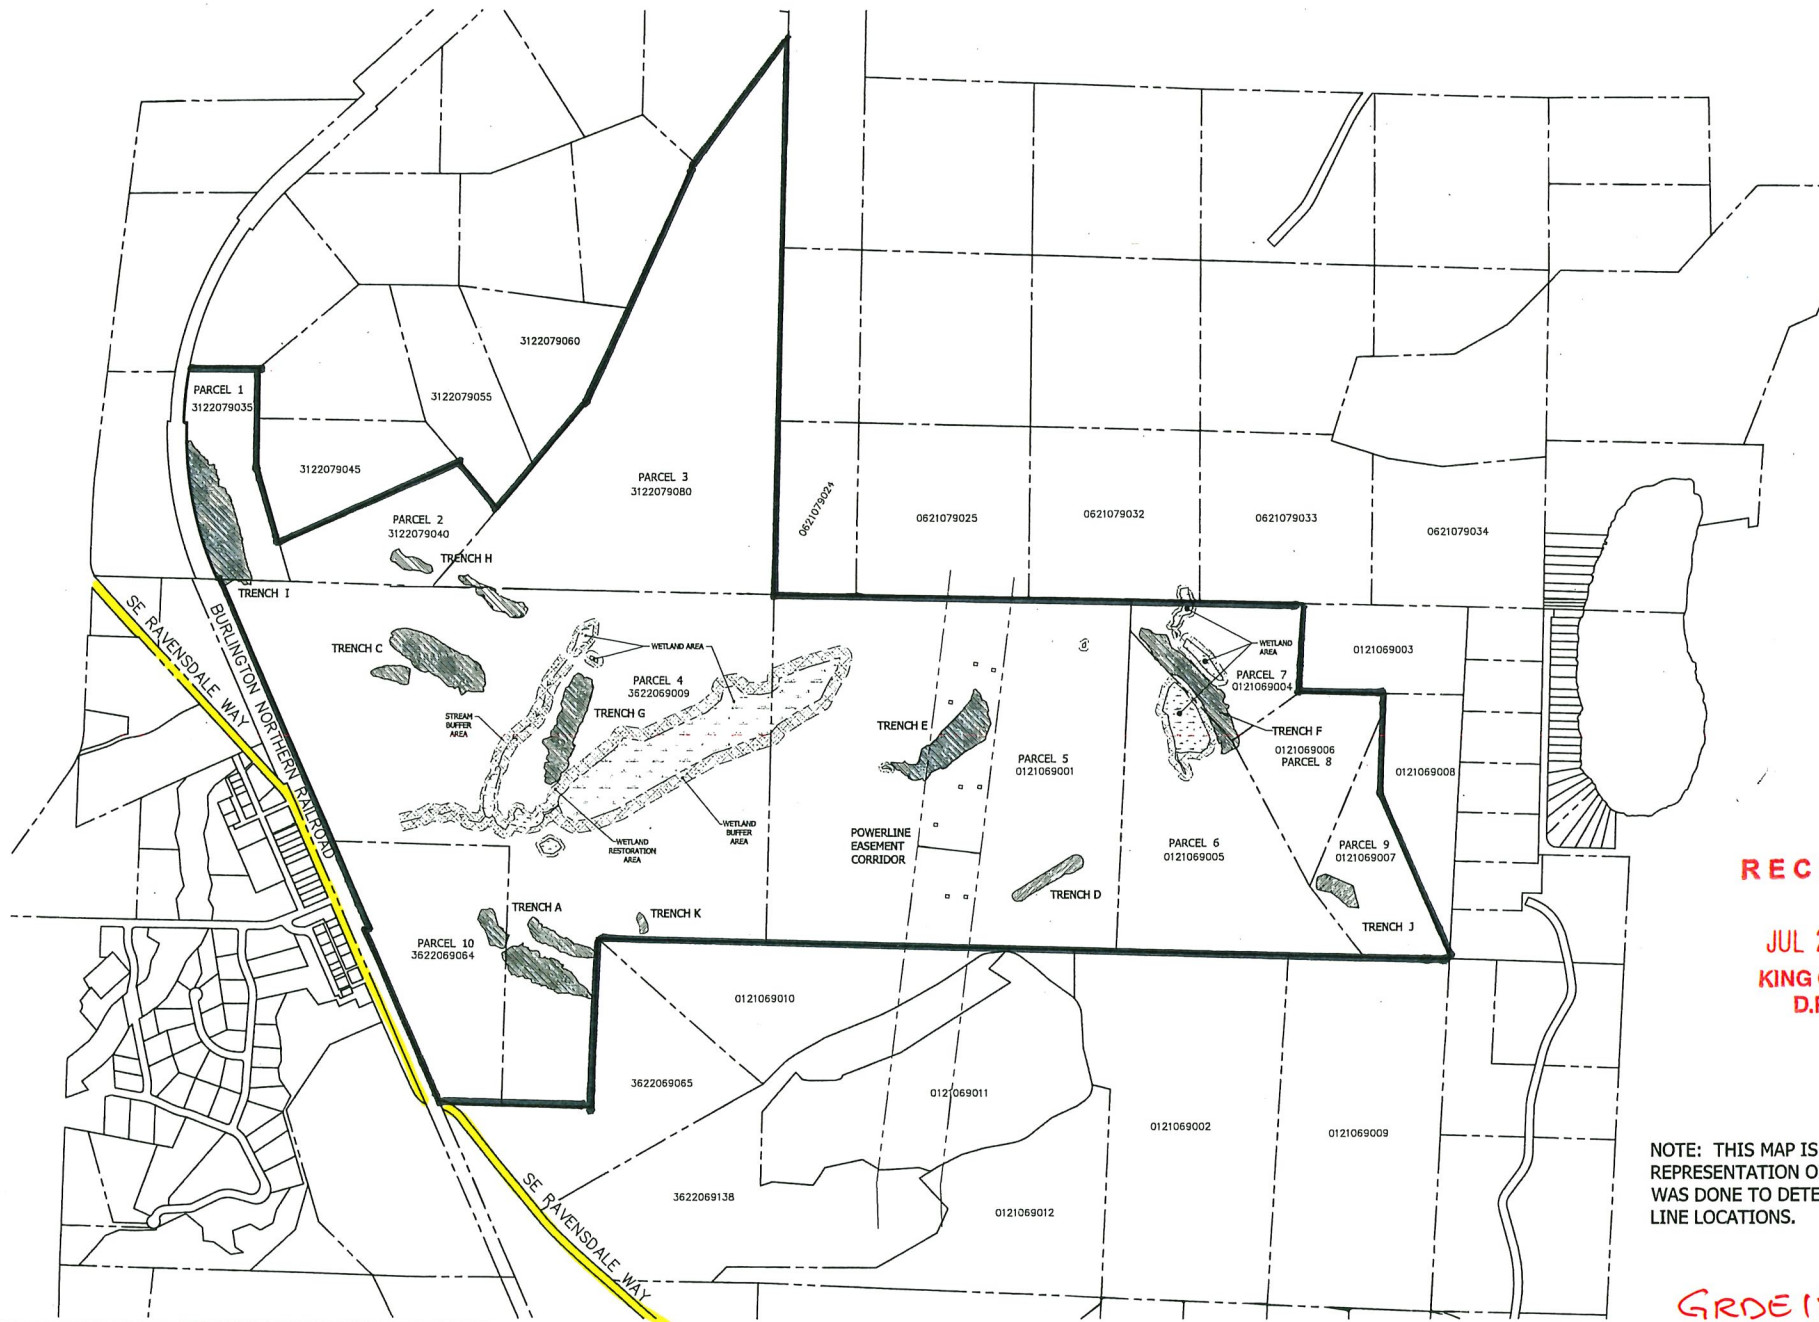 3122079060
PARCEL 1
3122079035
3122079055
3122079045
PARCEL 3
3122079080
PARCEL 2
3122079040
0621079024
0621079025
0621079032
0621079033
0621079034
TRENCH H
TRENCH I
SE RAVENSDALE WAY
BURLINGTON NORTHERN RAILROAD
TRENCH C
WETLAND AREA
PARCEL 4
3622069009
STREAM
BUFFER
AREA
TRENCH G
WETLAND
AREA
PARCEL 7
0121069004
0121069003
TRENCH E
TRENCH F
0121069006
PARCEL 8
PARCEL 5
0121069001
0121069008
WETLAND
RESTORATION
AREA
WETLAND
BUFFER
AREA
POWERLINE
EASEMENT
CORRIDOR
PARCEL 6
0121069005
PARCEL 9
0121069007
TRENCH D
TRENCH A
TRENCH K
TRENCH J
PARCEL 10
3622069064
0121069010
3622069065
0121069011
0121069002
0121069009
3622069138
0121069012
SE RAVENSDALE WAY
REC
JUL 2
KING
NOTE: THIS MAP IS
REPRESENTATION O
WAS DONE TO DETE
LINE LOCATIONS.